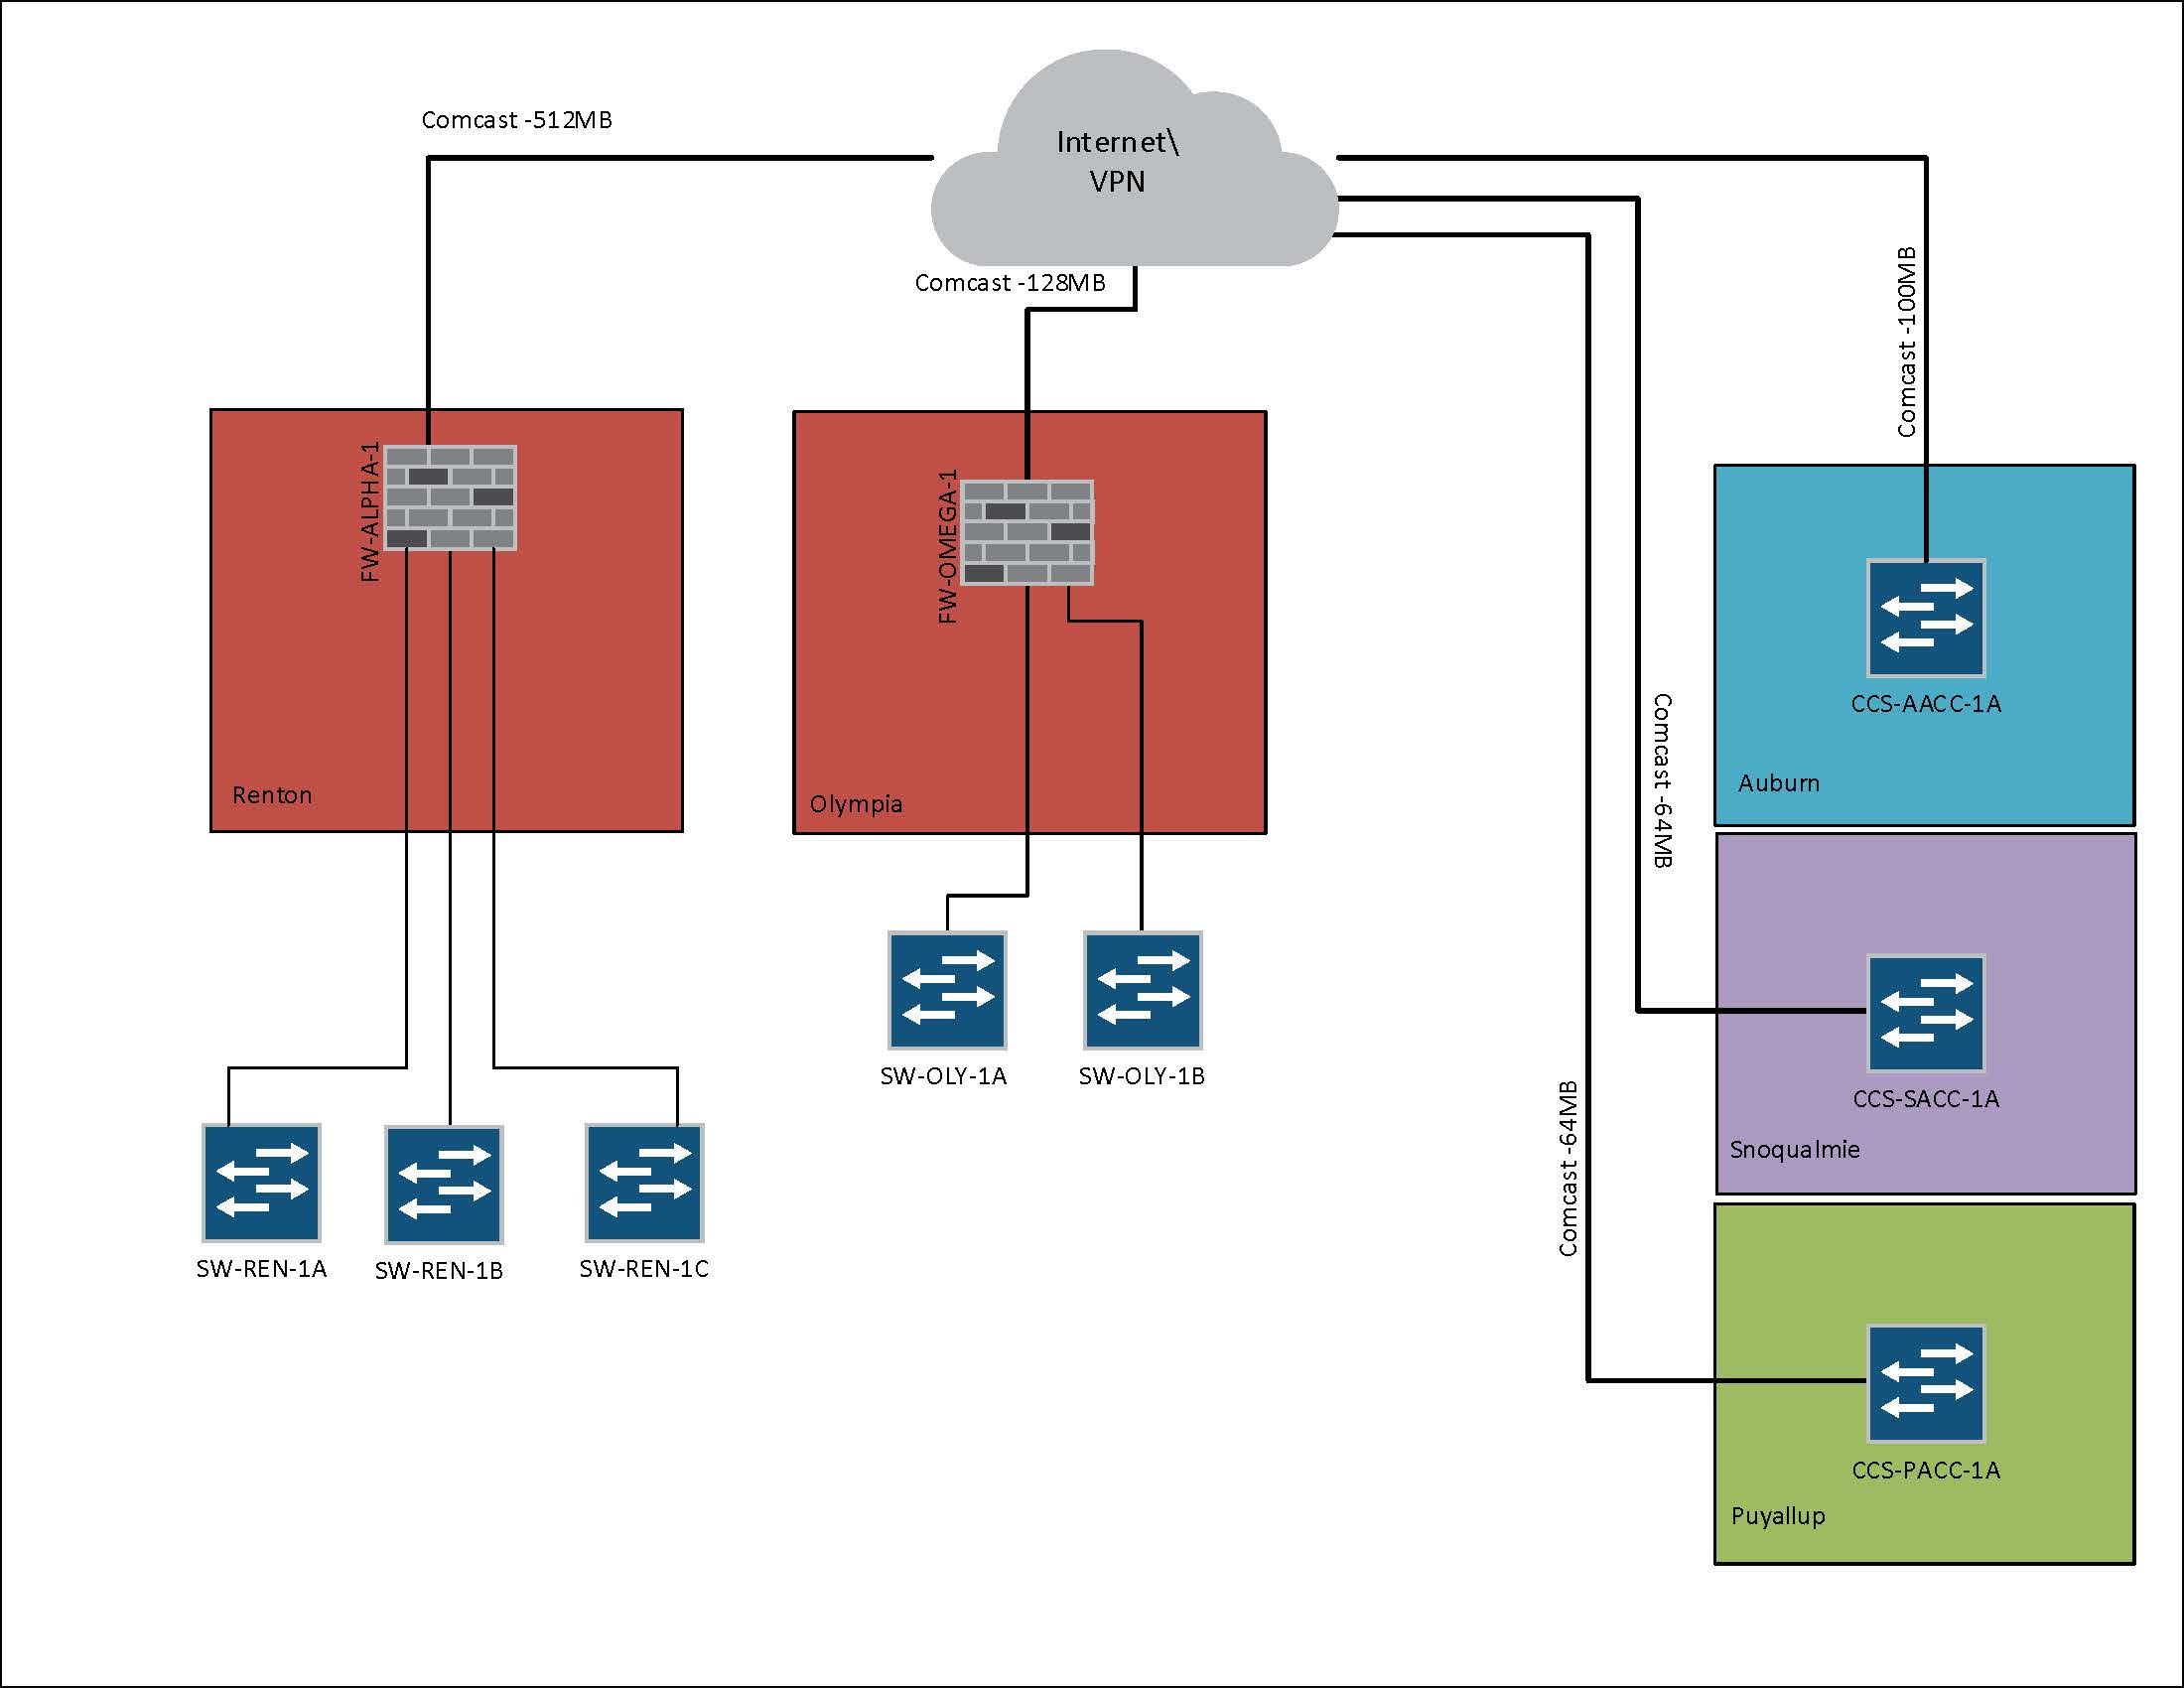 Comcast -512MB
Internet\
VPN
Comcast -128MB
Comcast -100MB
FW-ALPHA-1
FW-OMEGA-1
CCS-AACC-1A
Auburn
Renton
Olympia
Comcast -64MB
SW-OLY-1A
SW-OLY-1B
CCS-SACC-1A
Snoqualmie
Comcast -64MB
SW-REN-1A
SW-REN-1B
SW-REN-1C
CCS-PACC-1A
Puyallup